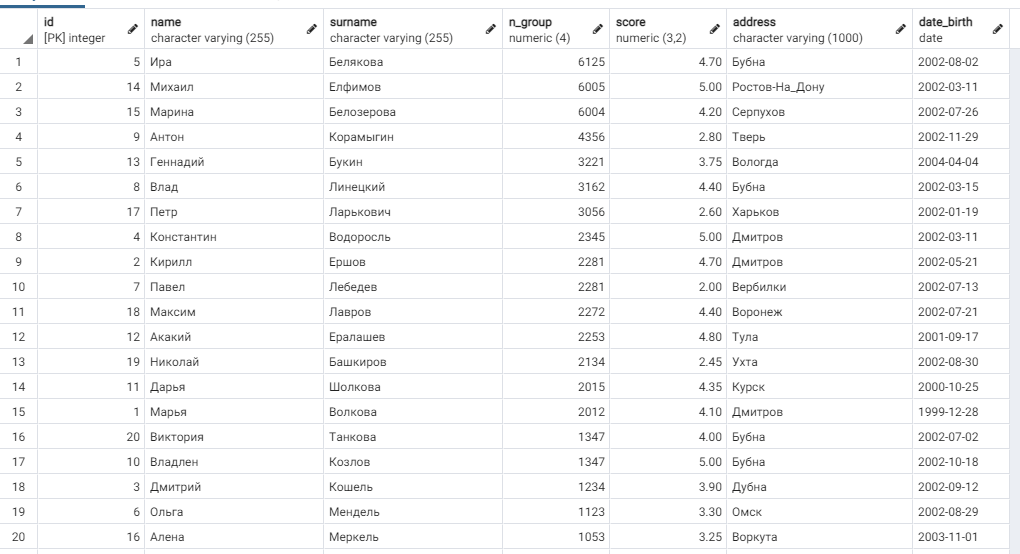 id name surname n_group score address date_birth
[PK] integer character varying (255) character varying (255) numeric (4) numeric (3,2) character varying (1000) date
1 5 Ира Белякова 6125 4.70 Бубна 2002-08-02
2 14 Михаил Елфимов 6005 5.00 Ростов-На_Дону 2002-03-11
3 15 Марина Белозерова 6004 4.20 Серпухов 2002-07-26
4 9 Антон Корамыгин 4356 2.80 Тверь 2002-11-29
5 13 Геннадий Букин 3221 3.75 Вологда 2004-04-04
6 8 Влад Линецкий 3162 4.40 Бубна 2002-03-15
7 17 Петр Ларькович 3056 2.60 Харьков 2002-01-19
8 4 Константин Водоросль 2345 5.00 Дмитров 2002-03-11
9 2 Кирилл Ершов 2281 4.70 Дмитров 2002-05-21
10 7 Павел Лебедев 2281 2.00 Вербилки 2002-07-13
11 18 Максим Лавров 2272 4.40 Воронеж 2002-07-21
12 12 Акакий Ералашев 2253 4.80 Тула 2001-09-17
13 19 Николай Башкиров 2134 2.45 Ухта 2002-08-30
14 11 Дарья Шолкова 2015 4.35 Курск 2000-10-25
15 1 Марья Волкова 2012 4.10 Дмитров 1999-12-28
16 20 Виктория Танкова 1347 4.00 Бубна 2002-07-02
17 10 Владлен Козлов 1347 5.00 Бубна 2002-10-18
18 3 Дмитрий Кошель 1234 3.90 Дубна 2002-09-12
19 6 Ольга Мендель 1123 3.30 Омск 2002-08-29
20 16 Алена Меркель 1053 3.25 Воркута 2003-11-01